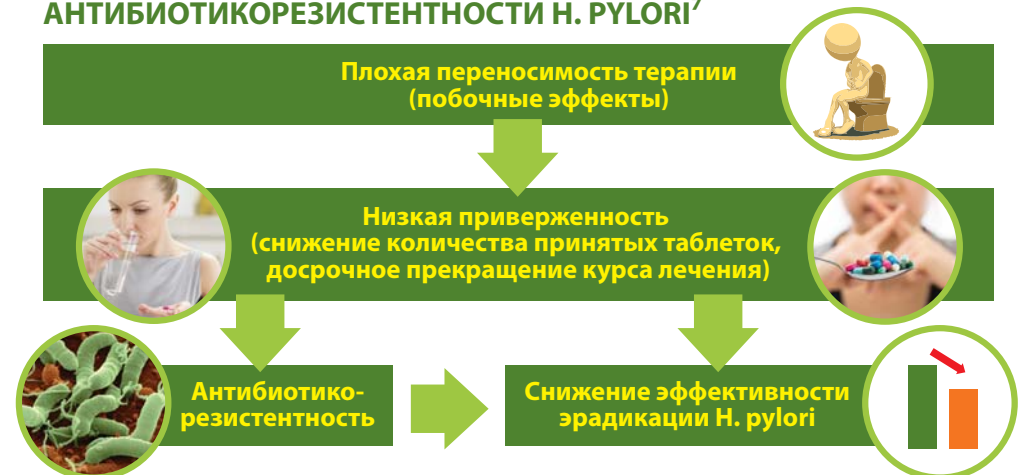 АНТИБИОТИКОРЕЗИСТЕНТНОСТИ H. PYLORI⁷
Плохая переносимость терапии
(побочные эффекты)
Низкая приверженность
(снижение количества принятых таблеток,
досрочное прекращение курса лечения)
Антибиотико-
резистентность
Снижение эффективности
эрадикации H. pylori